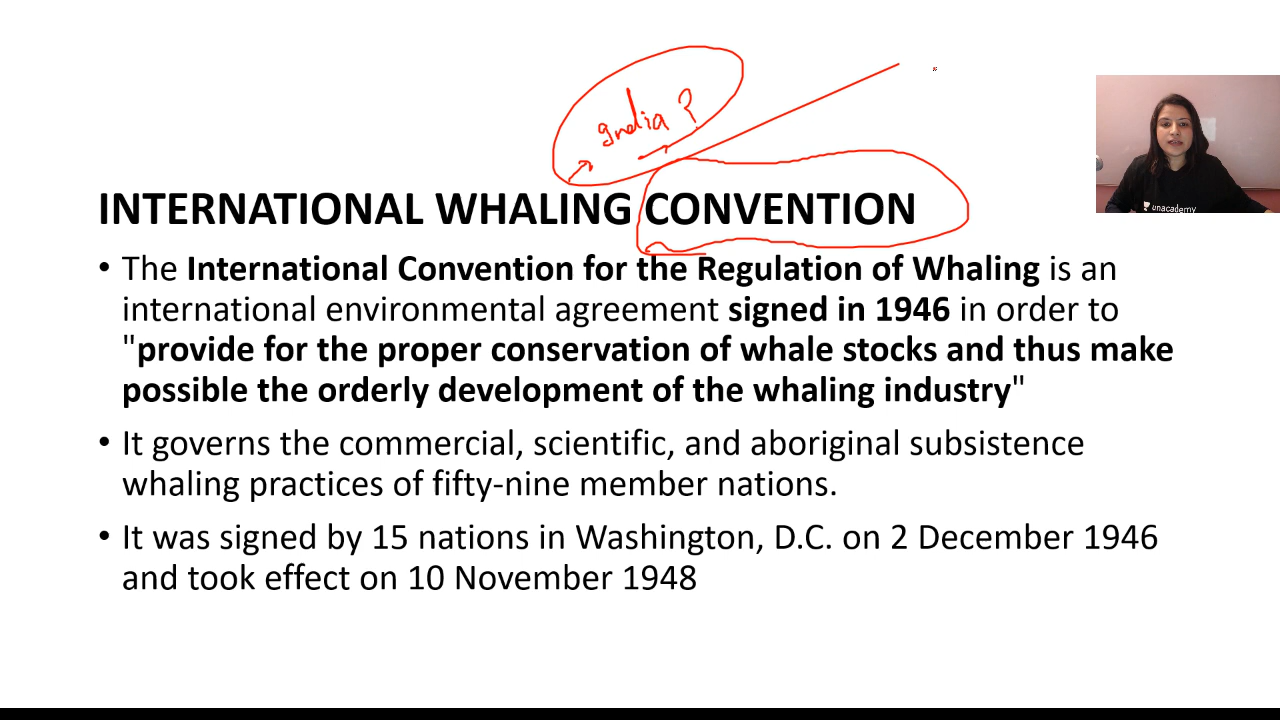 India ?
INTERNATIONAL WHALING CONVENTION
• The International Convention for the Regulation of Whaling is an
international environmental agreement signed in 1946 in order to
"provide for the proper conservation of whale stocks and thus make
possible the orderly development of the whaling industry"
• It governs the commercial, scientific, and aboriginal subsistence
whaling practices of fifty-nine member nations.
• It was signed by 15 nations in Washington, D.C. on 2 December 1946
and took effect on 10 November 1948
unacademy